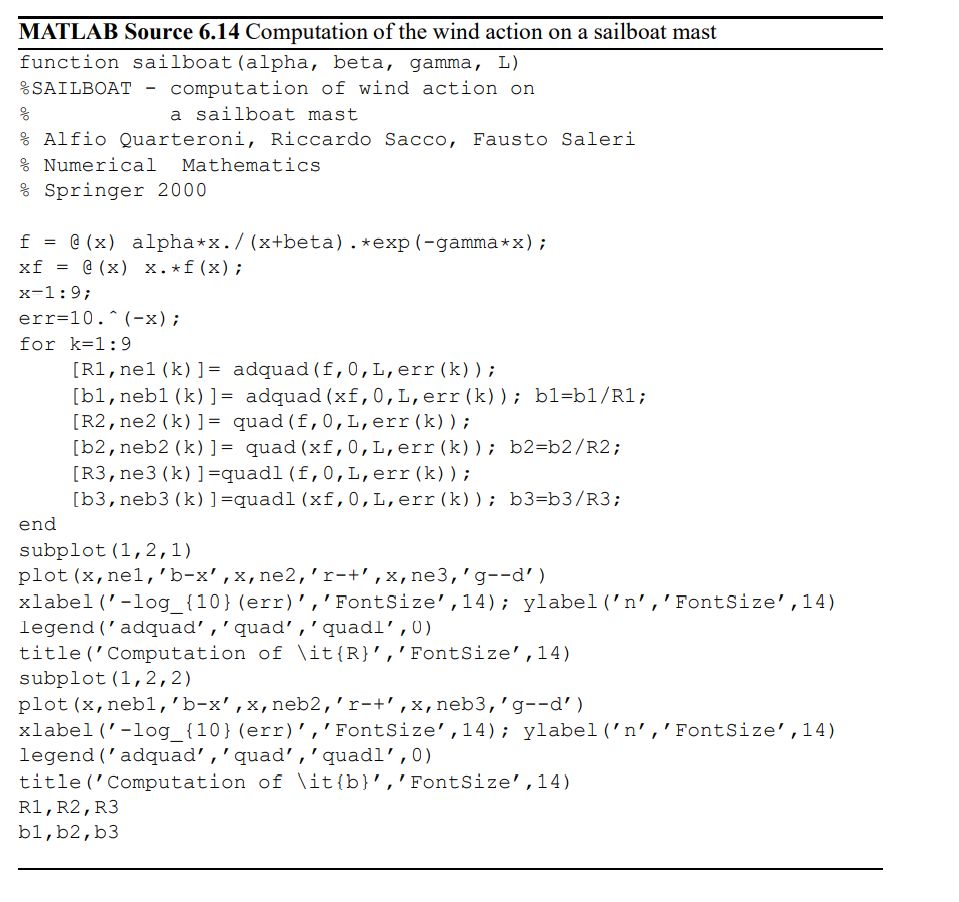 MATLAB Source 6.14 Computation of the wind action on a sailboat mast
function sailboat(alpha, beta, gamma, L)
%SAILBOAT - computation of wind action on
%            a sailboat mast
% Alfio Quarteroni, Riccardo Sacco, Fausto Saleri
% Numerical  Mathematics
% Springer 2000
f = @(x) alpha*x./(x+beta).*exp(-gamma*x);
xf = @(x) x.*f(x);
x=1:9;
err=10.^(-x);
for k=1:9
    [R1,ne1(k)]= adquad(f,0,L,err(k));
    [b1,neb1(k)]= adquad(xf,0,L,err(k)); b1=b1/R1;
    [R2,ne2(k)]= quad(f,0,L,err(k));
    [b2,neb2(k)]= quad(xf,0,L,err(k)); b2=b2/R2;
    [R3,ne3(k)]=quadl(f,0,L,err(k));
    [b3,neb3(k)]=quadl(xf,0,L,err(k)); b3=b3/R3;
end
subplot(1,2,1)
plot(x,ne1,'b-x',x,ne2,'r-+',x,ne3,'g--d')
xlabel('-log_{10}(err)','FontSize',14); ylabel('n','FontSize',14)
legend('adquad','quad','quadl',0)
title('Computation of \it{R}','FontSize',14)
subplot(1,2,2)
plot(x,neb1,'b-x',x,neb2,'r-+',x,neb3,'g--d')
xlabel('-log_{10}(err)','FontSize',14); ylabel('n','FontSize',14)
legend('adquad','quad','quadl',0)
title('Computation of \it{b}','FontSize',14)
R1,R2,R3
b1,b2,b3